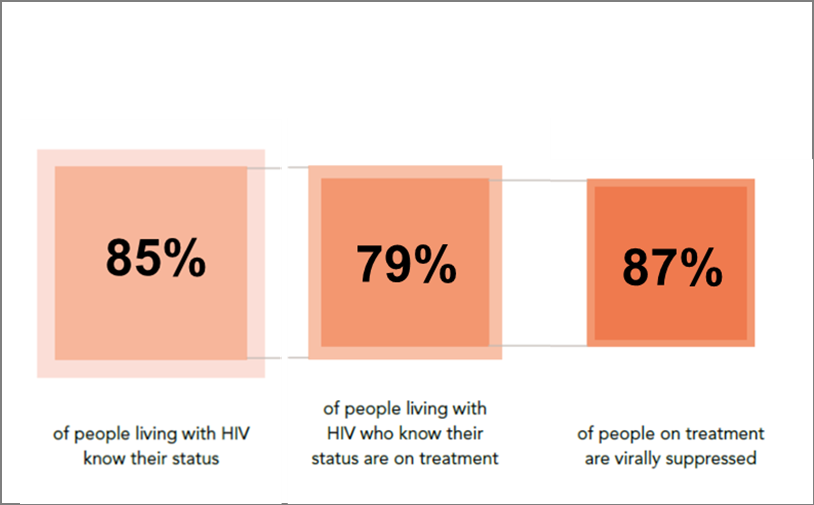 85%
of people living with HIV
know their status
79%
of people living with
HIV who know their
status are on treatment
87%
of people on treatment
are virally suppressed